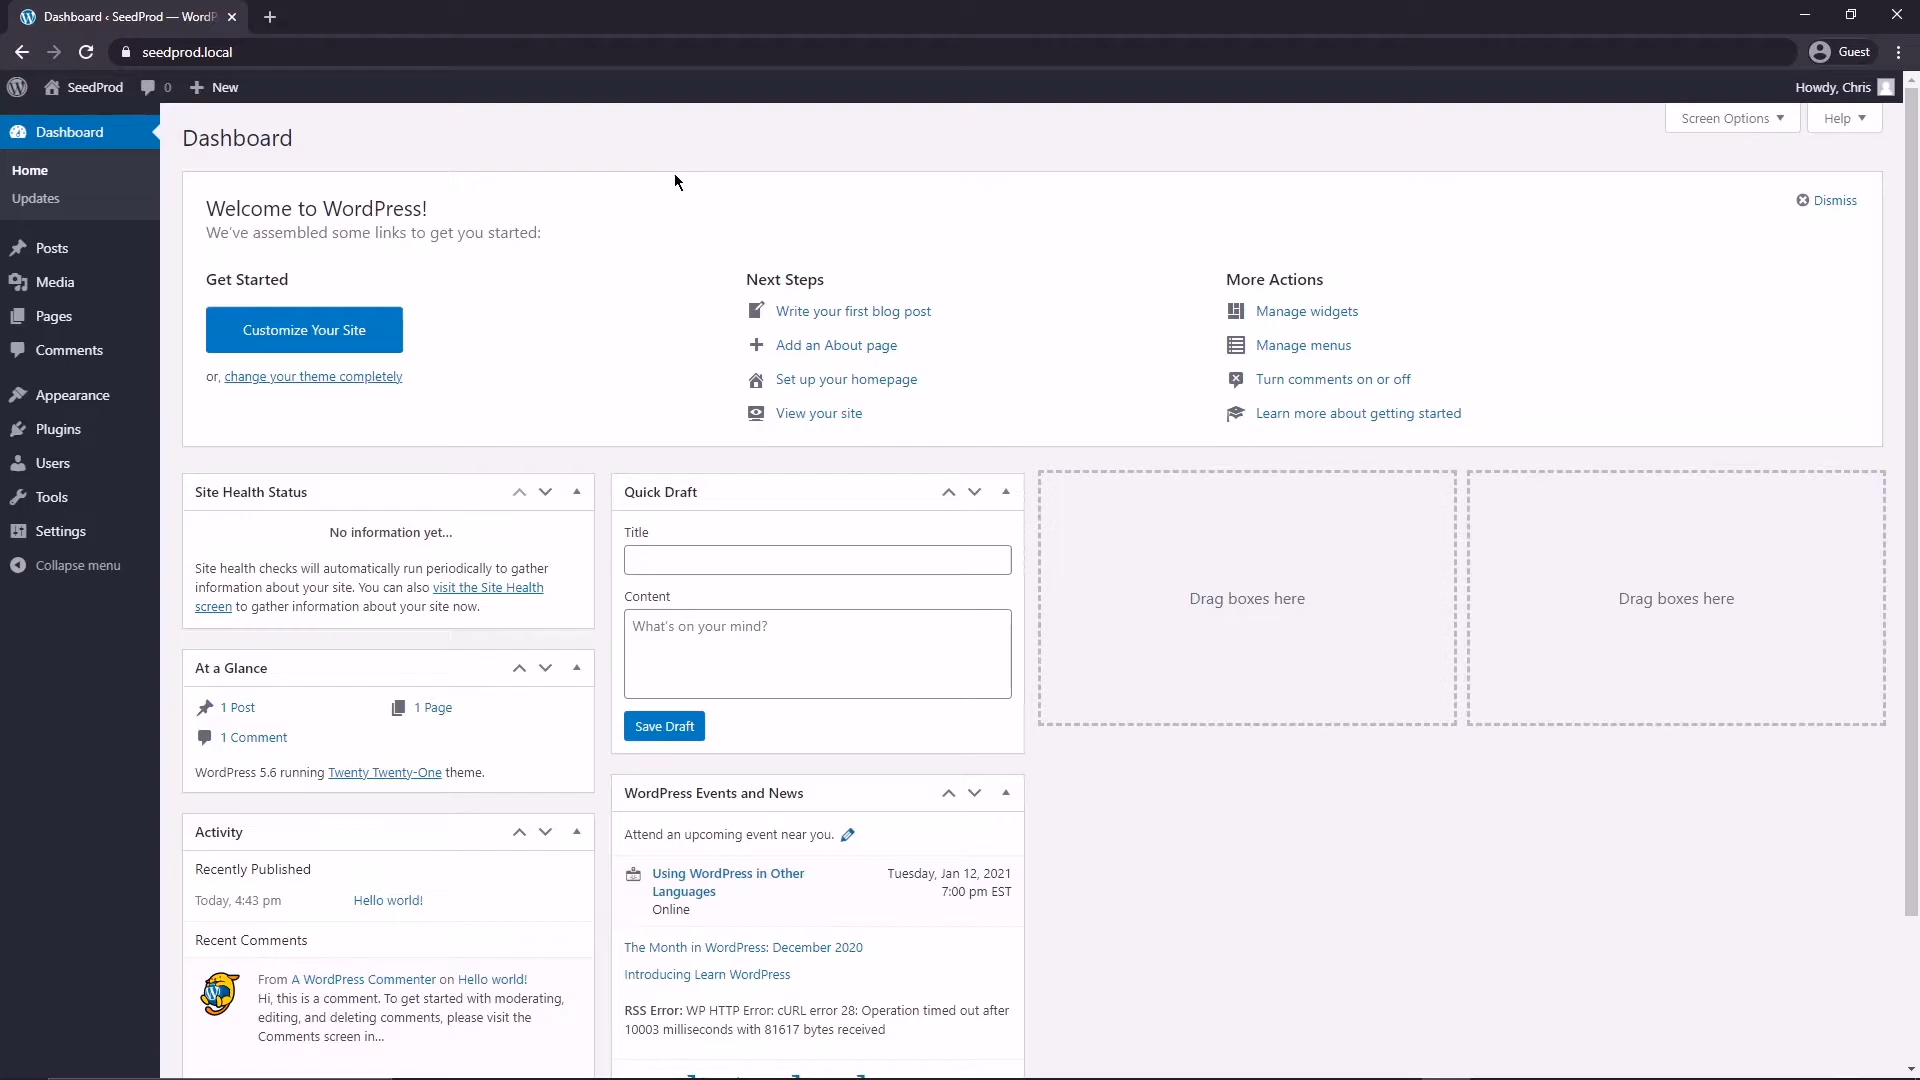 Dashboard ‹ SeedProd — WordP
seedprod.local
Guest
SeedProd
0
New
Howdy, Chris
Dashboard
Home
Updates
Posts
Media
Pages
Comments
Appearance
Plugins
Users
Tools
Settings
Collapse menu
Dashboard
Screen Options
Help
Welcome to WordPress!
We've assembled some links to get you started:
Dismiss
Get Started
Customize Your Site
or, change your theme completely
Next Steps
Write your first blog post
Add an About page
Set up your homepage
View your site
More Actions
Manage widgets
Manage menus
Turn comments on or off
Learn more about getting started
Site Health Status
No information yet...
Site health checks will automatically run periodically to gather
information about your site. You can also visit the Site Health
screen to gather information about your site now.
At a Glance
1 Post
1 Page
1 Comment
WordPress 5.6 running Twenty Twenty-One theme.
Activity
Recently Published
Today, 4:43 pm
Hello world!
Recent Comments
From A WordPress Commenter on Hello world!
Hi, this is a comment. To get started with moderating,
editing, and deleting comments, please visit the
Comments screen in...
Quick Draft
Title
Content
What's on your mind?
Save Draft
WordPress Events and News
Attend an upcoming event near you.
Using WordPress in Other
Languages
Online
Tuesday, Jan 12, 2021
7:00 pm EST
The Month in WordPress: December 2020
Introducing Learn WordPress
RSS Error: WP HTTP Error: cURL error 28: Operation timed out after
10003 milliseconds with 81617 bytes received
Drag boxes here
Drag boxes here